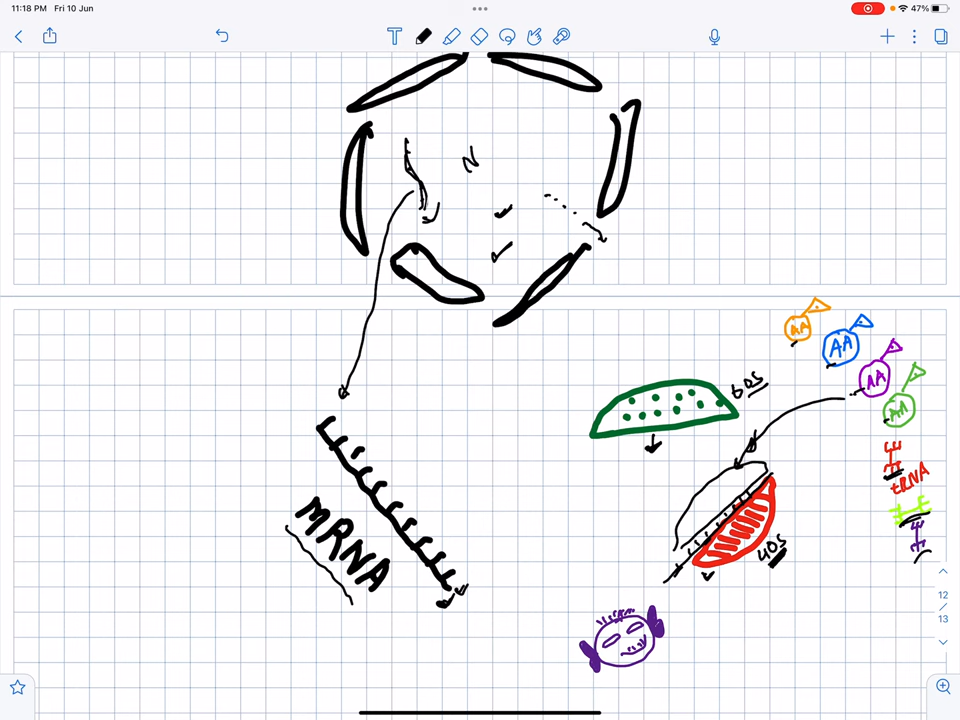 11:18 PM Fri 10 Jun
47%
T
N
AA
AA
AA
AA
60S
tRNA
mRNA
40S
12
/
13